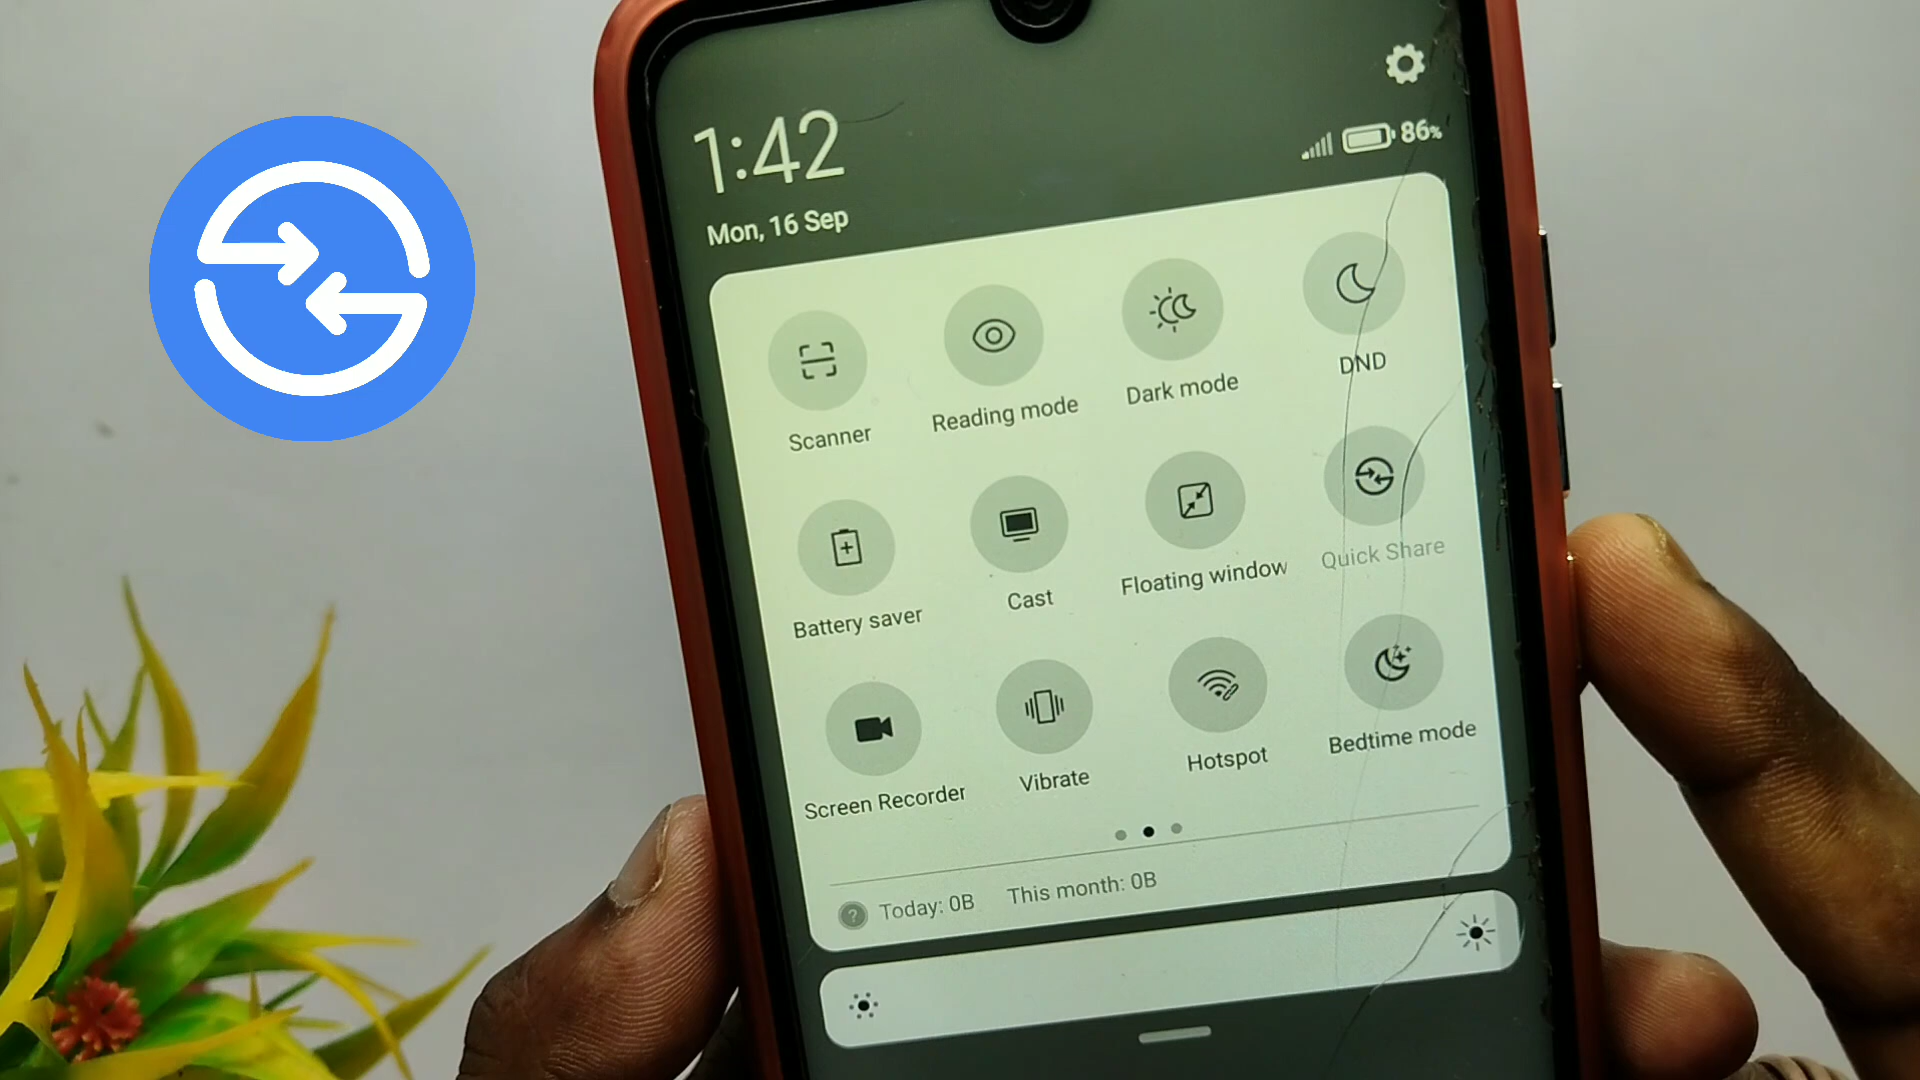 1:42
86%
Mon, 16 Sep
Scanner
Reading mode
Dark mode
DND
Battery saver
Cast
Floating window
Quick Share
Screen Recorder
Vibrate
Hotspot
Bedtime mode
? Today: 0B This month: 0B